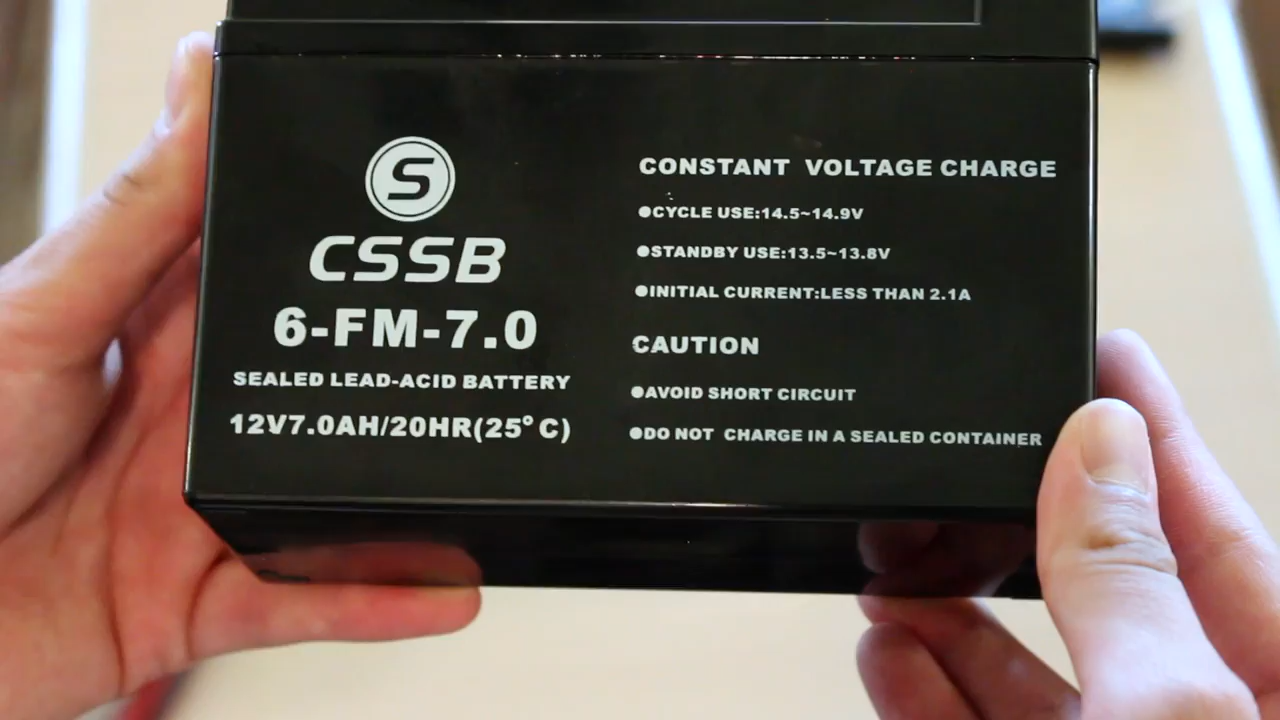 S
CSSB
6-FM-7.0
SEALED LEAD-ACID BATTERY
12V7.0AH/20HR(25°C)
CONSTANT VOLTAGE CHARGE
●CYCLE USE:14.5~14.9V
●STANDBY USE:13.5~13.8V
●INITIAL CURRENT:LESS THAN 2.1A
CAUTION
●AVOID SHORT CIRCUIT
●DO NOT CHARGE IN A SEALED CONTAINER